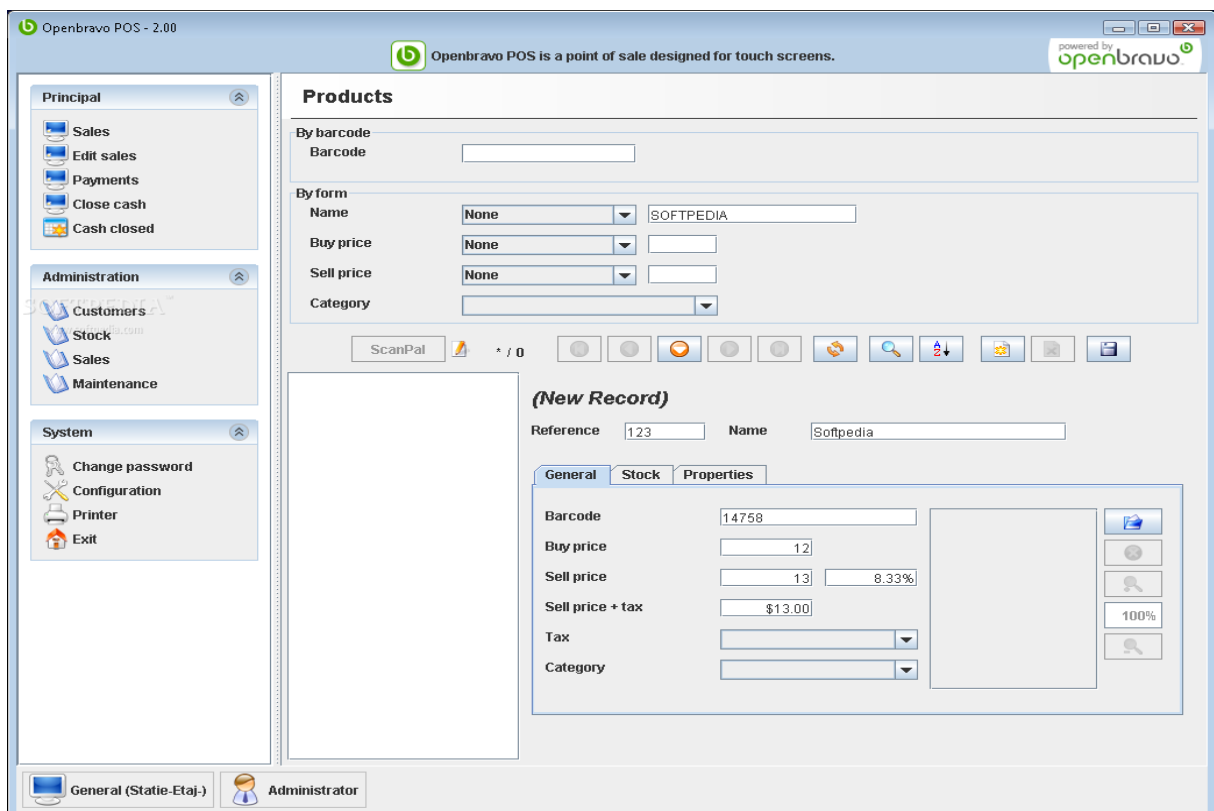 Openbravo POS - 2.00
Openbravo POS is a point of sale designed for touch screens.
powered by
openbravo
Principal
Sales
Edit sales
Payments
Close cash
Cash closed
Administration
Customers
Stock
Sales
Maintenance
SOFTPEDIA
System
Change password
Configuration
Printer
Exit
Products
By barcode
Barcode
By form
Name None SOFTPEDIA
Buy price None
Sell price None
Category
ScanPal * / 0
(New Record)
Reference 123 Name Softpedia
General Stock Properties
Barcode 14758
Buy price 12
Sell price 13 8.33%
Sell price + tax $13.00
100%
Tax
Category
General (Statie-Etaj-) Administrator